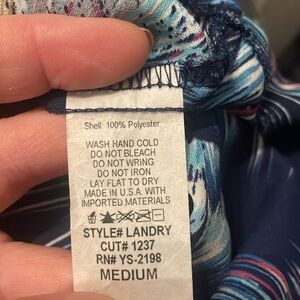 Shell: 100% Polyester
WASH HAND COLD
DO NOT BLEACH
DO NOT WRING
DO NOT IRON
LAY FLAT TO DRY
MADE IN U.S.A. WITH
IMPORTED MATERIALS
STYLE# LANDRY
CUT# 1237
RN# YS-2198
MEDIUM